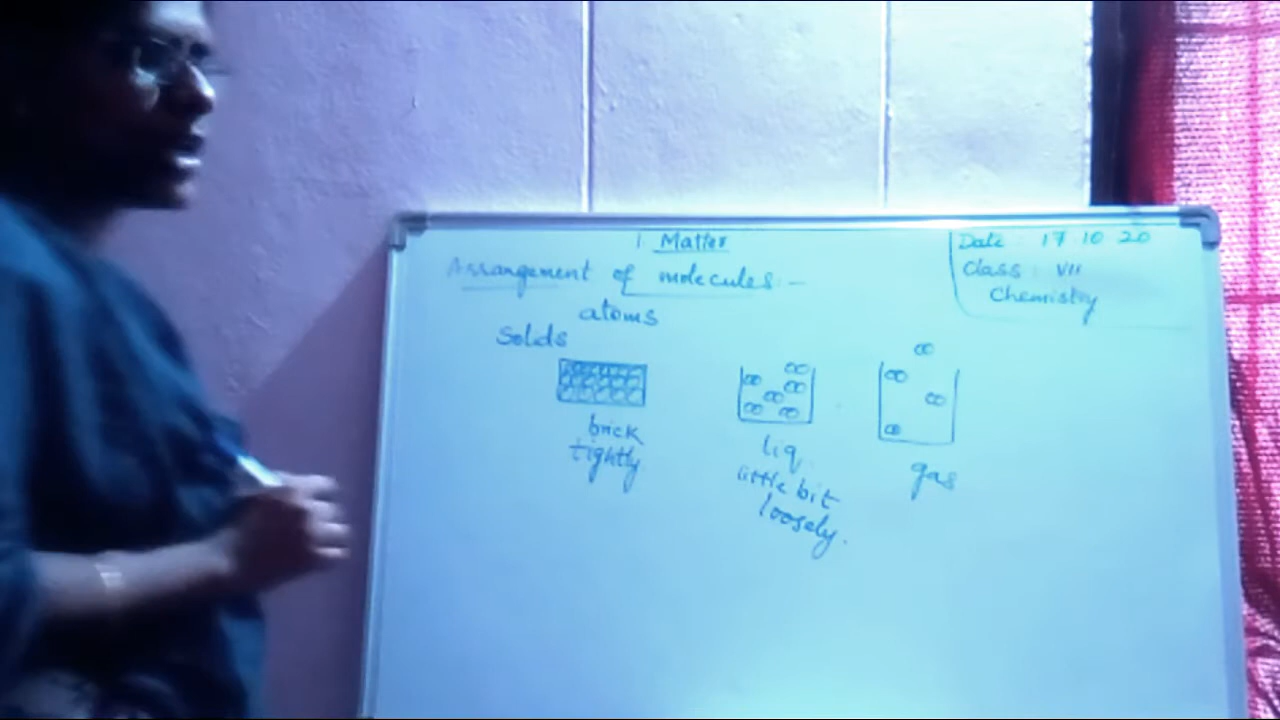 1 Matter
Date : 17 10 20
Class : VII
Chemistry
Arrangement of molecules :-
atoms
Solids
brick
tightly
liq.
little bit
loosely.
gas